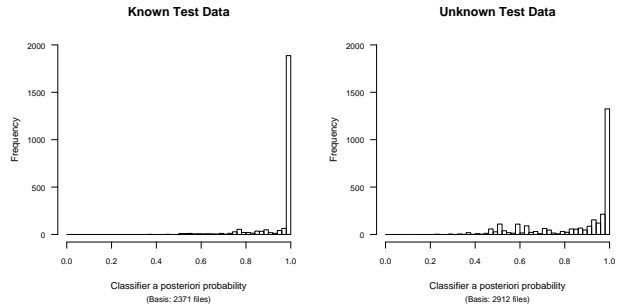 Known Test Data
2000
1500
1000
500
0
Frequency
0.0 0.2 0.4 0.6 0.8 1.0
Classifier a posteriori probability
(Basis: 2371 files)
Unknown Test Data
2000
1500
1000
500
0
Frequency
0.0 0.2 0.4 0.6 0.8 1.0
Classifier a posteriori probability
(Basis: 2912 files)